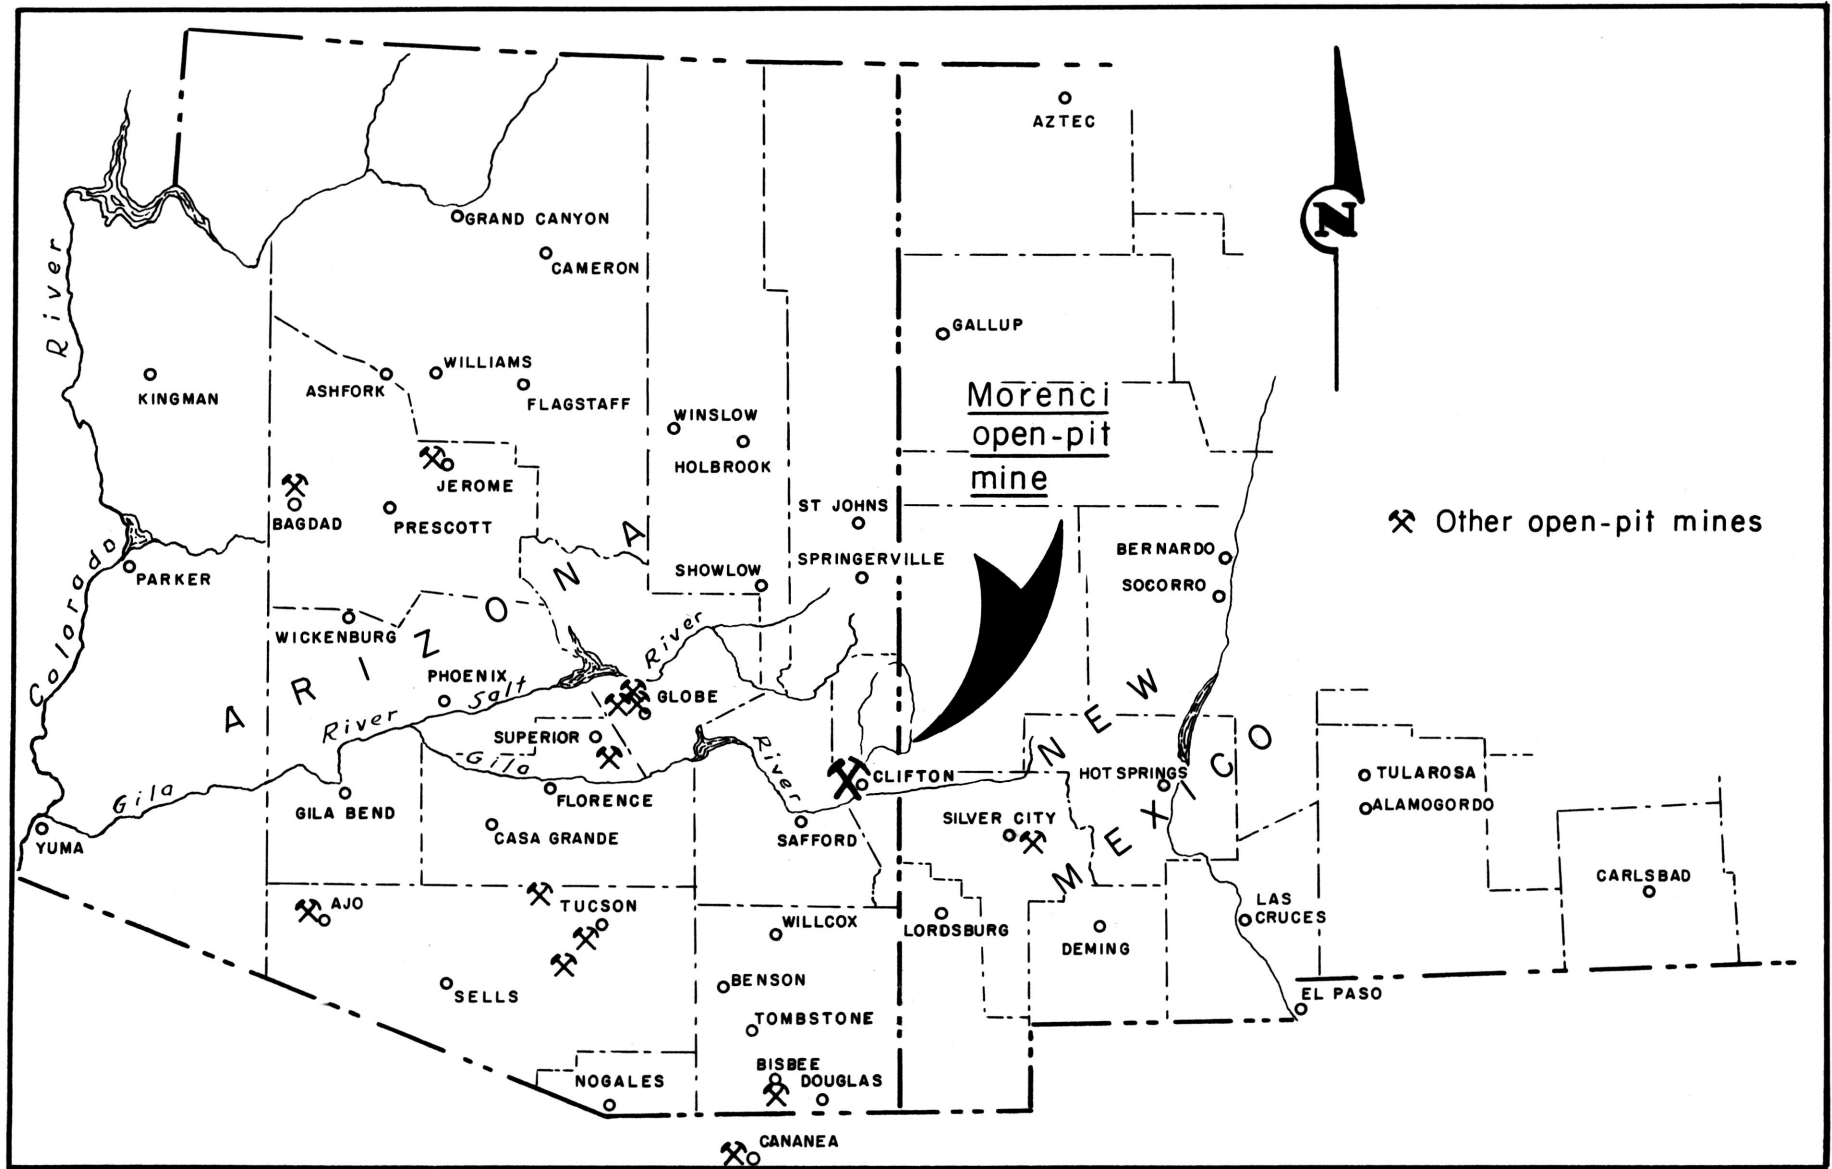 AZTEC
N
GRAND CANYON
CAMERON
River
GALLUP
WILLIAMS
KINGMAN
ASHFORK
FLAGSTAFF
Morenci
open-pit
mine
WINSLOW
HOLBROOK
JEROME
BAGDAD
PRESCOTT
ST JOHNS
Other open-pit mines
Colorado
PARKER
BERNARDO
SOCORRO
SPRINGERVILLE
SHOWLOW
WICKENBURG
ARIZONA
PHOENIX
Salt
River
River
GLOBE
SUPERIOR
Gila
River
NEW
MEXICO
CLIFTON
HOT SPRINGS
TULAROSA
ALAMOGORDO
Gila
GILA BEND
FLORENCE
CASA GRANDE
SAFFORD
SILVER CITY
YUMA
CARLSBAD
AJO
TUCSON
WILLCOX
LORDSBURG
DEMING
LAS
CRUCES
SELLS
BENSON
EL PASO
TOMBSTONE
BISBEE
NOGALES
DOUGLAS
CANANEA